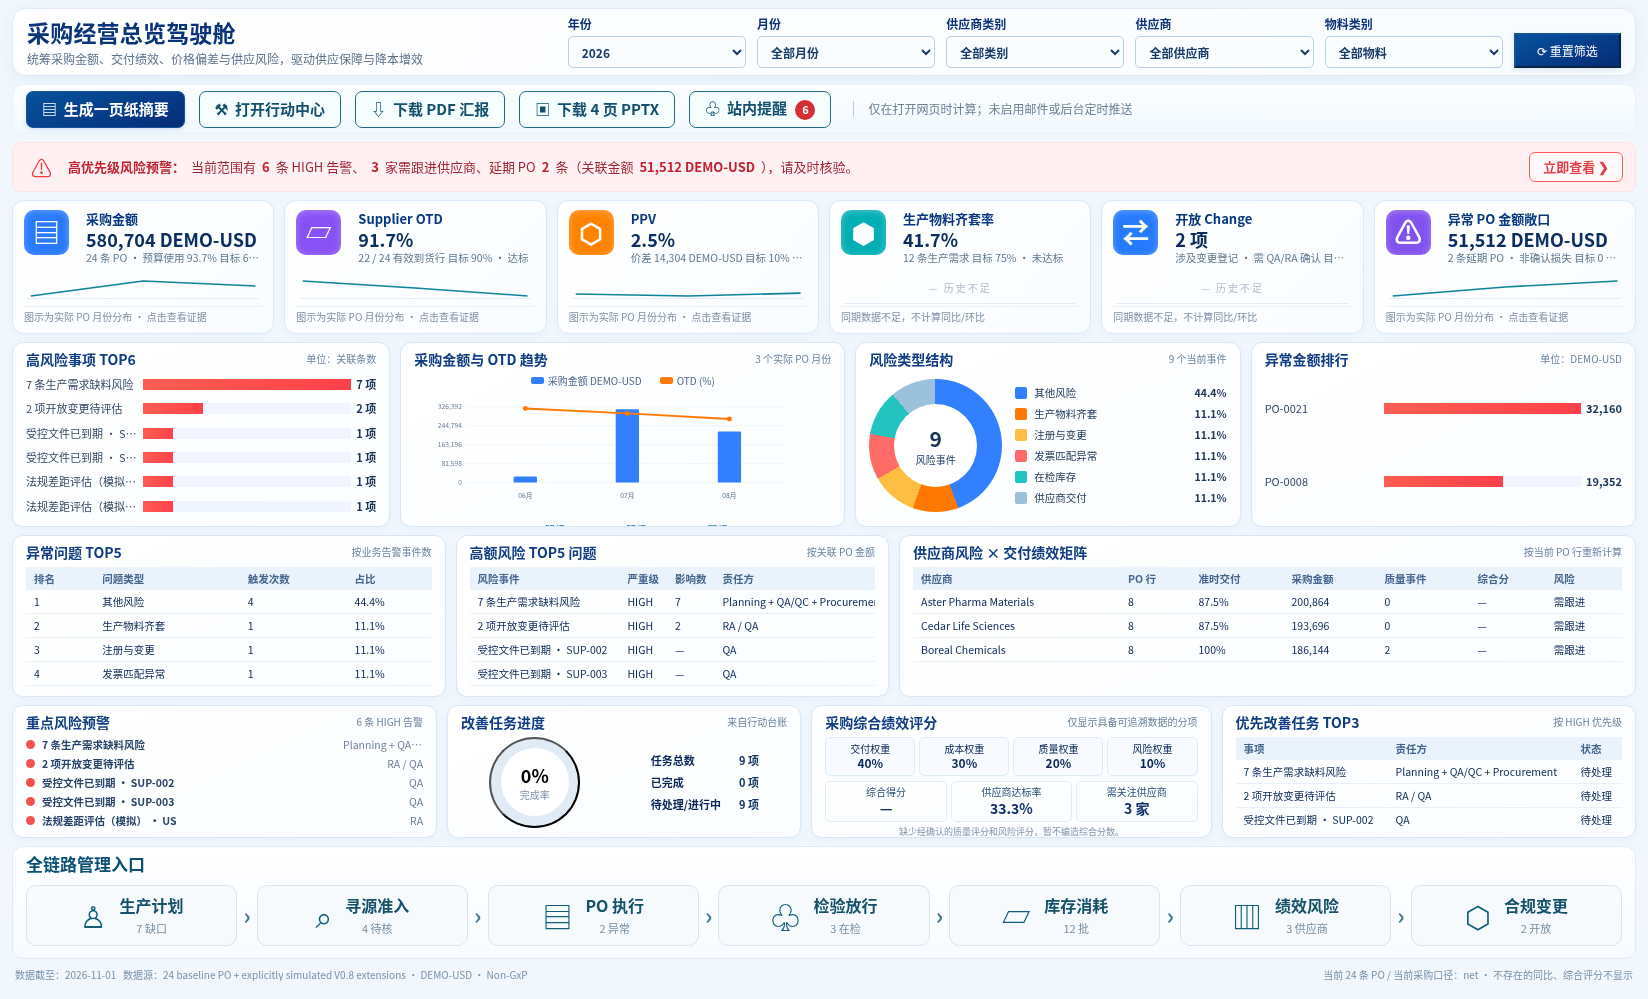 采购经营总览驾驶舱
统筹采购金额、交付绩效、价格偏差与供应风险，驱动供应保障与降本增效
年份 月份 供应商类别 供应商 物料类别
2026 全部月份 全部类别 全部供应商 全部物料 ⟳ 重置筛选
生成一页纸摘要 打开行动中心 下载 PDF 汇报 下载 4 页 PPTX 站内提醒 6 仅在打开网页时计算；未启用邮件或后台定时推送
高优先级风险预警： 当前范围有 6 条 HIGH 告警、 3 家需跟进供应商、延期 PO 2 条（关联金额 51,512 DEMO-USD ），请及时核验。 立即查看 ❯
采购金额
580,704 DEMO-USD
24 条 PO · 预算使用 93.7% 目标 6…
图示为实际 PO 月份分布 · 点击查看证据
Supplier OTD
91.7%
22 / 24 有效到货行 目标 90% · 达标
图示为实际 PO 月份分布 · 点击查看证据
PPV
2.5%
价差 14,304 DEMO-USD 目标 10% …
图示为实际 PO 月份分布 · 点击查看证据
生产物料齐套率
41.7%
12 条生产需求 目标 75% · 未达标
— 历史不足
同期数据不足，不计算同比/环比
开放 Change
2 项
涉及变更登记 · 需 QA/RA 确认 目…
— 历史不足
同期数据不足，不计算同比/环比
异常 PO 金额敞口
51,512 DEMO-USD
2 条延期 PO · 非确认损失 目标 0 …
图示为实际 PO 月份分布 · 点击查看证据
高风险事项 TOP6 单位：关联条数
7 条生产需求缺料风险 7 项
2 项开放变更待评估 2 项
受控文件已到期 · S… 1 项
受控文件已到期 · S… 1 项
法规差距评估（模拟… 1 项
法规差距评估（模拟… 1 项
采购金额与 OTD 趋势 3 个实际 PO 月份
采购金额 DEMO-USD OTD (%)
326,392
244,794
163,196
81,598
0
06月 07月 08月
风险类型结构 9 个当前事件
9
风险事件
其他风险 44.4%
生产物料齐套 11.1%
注册与变更 11.1%
发票匹配异常 11.1%
在检库存 11.1%
供应商交付 11.1%
异常金额排行 单位：DEMO-USD
PO-0021 32,160
PO-0008 19,352
异常问题 TOP5 按业务告警事件数
排名 问题类型 触发次数 占比
1 其他风险 4 44.4%
2 生产物料齐套 1 11.1%
3 注册与变更 1 11.1%
4 发票匹配异常 1 11.1%
高额风险 TOP5 问题 按关联 PO 金额
风险事件 严重级 影响数 责任方
7 条生产需求缺料风险 HIGH 7 Planning + QA/QC + Procuremer
2 项开放变更待评估 HIGH 2 RA / QA
受控文件已到期 · SUP-002 HIGH — QA
受控文件已到期 · SUP-003 HIGH — QA
供应商风险 × 交付绩效矩阵 按当前 PO 行重新计算
供应商 PO 行 准时交付 采购金额 质量事件 综合分 风险
Aster Pharma Materials 8 87.5% 200,864 0 — 需跟进
Cedar Life Sciences 8 87.5% 193,696 0 — 需跟进
Boreal Chemicals 8 100% 186,144 2 — 需跟进
重点风险预警 6 条 HIGH 告警
7 条生产需求缺料风险 Planning + QA…
2 项开放变更待评估 RA / QA
受控文件已到期 · SUP-002 QA
受控文件已到期 · SUP-003 QA
法规差距评估（模拟） · US RA
改善任务进度 来自行动台账
0%
完成率
任务总数 9 项
已完成 0 项
待处理/进行中 9 项
采购综合绩效评分 仅显示具备可追溯数据的分项
交付权重 成本权重 质量权重 风险权重
40% 30% 20% 10%
综合得分 供应商达标率 需关注供应商
— 33.3% 3 家
缺少经确认的质量评分和风险评分，暂不编造综合分数。
优先改善任务 TOP3 按 HIGH 优先级
事项 责任方 状态
7 条生产需求缺料风险 Planning + QA/QC + Procurement 待处理
2 项开放变更待评估 RA / QA 待处理
受控文件已到期 · SUP-002 QA 待处理
全链路管理入口
生产计划 › 寻源准入 › PO 执行 › 检验放行 › 库存消耗 › 绩效风险 › 合规变更
7 缺口 4 待核 2 异常 3 在检 12 批 3 供应商 2 开放
数据截至：2026-11-01 数据源：24 baseline PO + explicitly simulated V0.8 extensions · DEMO-USD · Non-GxP
当前 24 条 PO / 当前采购口径：net · 不存在的同比、综合评分不显示